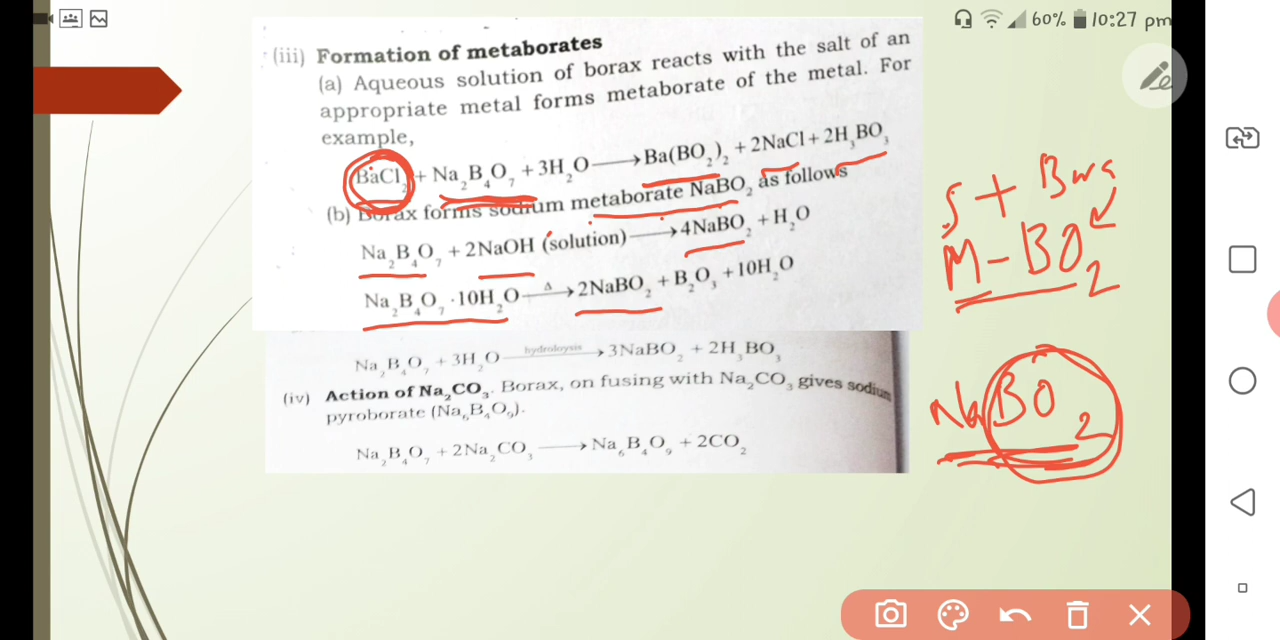 60% 10:27 pm
(iii) Formation of metaborates
(a) Aqueous solution of borax reacts with the salt of an
appropriate metal forms metaborate of the metal. For
example,
BaCl₂ + Na₂B₄O₇ + 3H₂O ⟶ Ba(BO₂)₂ + 2NaCl + 2H₃BO₃
(b) Borax forms sodium metaborate NaBO₂ as follows
Na₂B₄O₇ + 2NaOH (solution) ⟶ 4NaBO₂ + H₂O
Na₂B₄O₇ · 10H₂O —Δ⟶ 2NaBO₂ + B₂O₃ + 10H₂O
Na₂B₄O₇ + 3H₂O —hydroloysis⟶ 3NaBO₂ + 2H₃BO₃
(iv) Action of Na₂CO₃. Borax, on fusing with Na₂CO₃ gives sodium
pyroborate (Na₆B₄O₉).
Na₂B₄O₇ + 2Na₂CO₃ ⟶ Na₆B₄O₉ + 2CO₂
S +
M - BO₂
NaBO₂